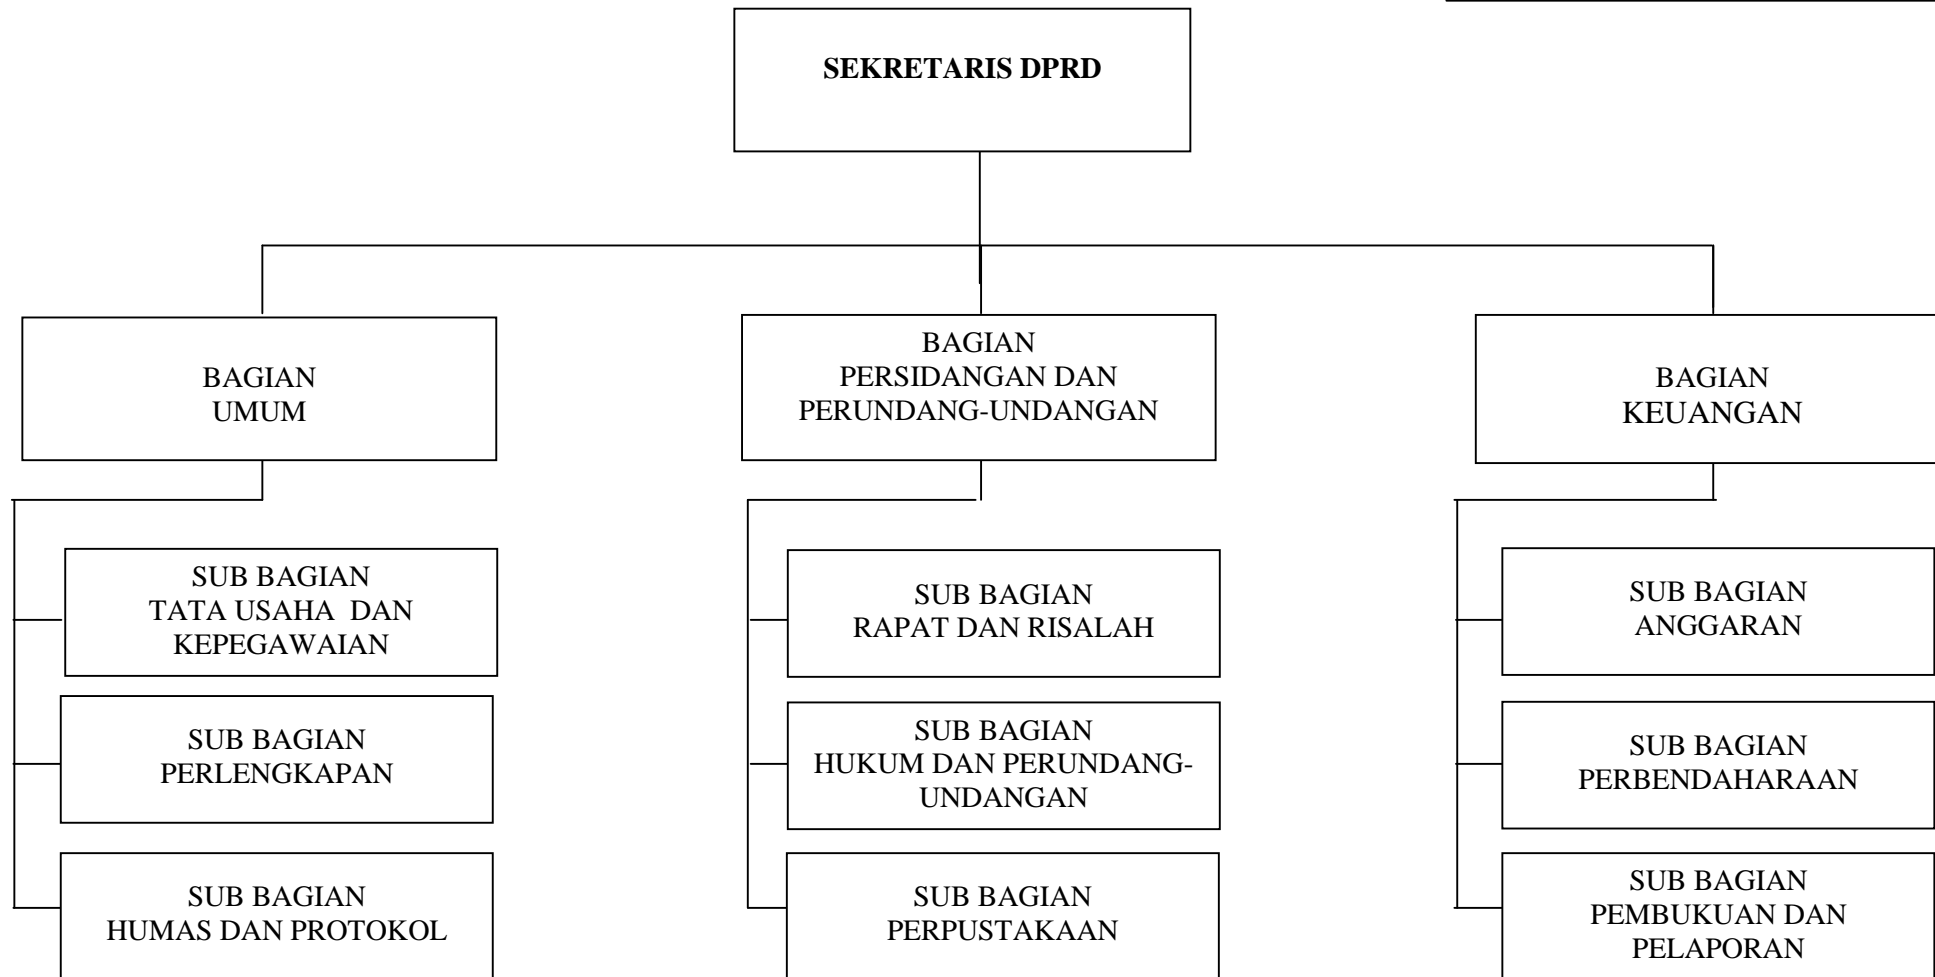 SEKRETARIS DPRD
BAGIAN
UMUM
BAGIAN
PERSIDANGAN DAN
PERUNDANG-UNDANGAN
BAGIAN
KEUANGAN
SUB BAGIAN
TATA USAHA DAN
KEPEGAWAIAN
SUB BAGIAN
PERLENGKAPAN
SUB BAGIAN
HUMAS DAN PROTOKOL
SUB BAGIAN
RAPAT DAN RISALAH
SUB BAGIAN
HUKUM DAN PERUNDANG-
UNDANGAN
SUB BAGIAN
PERPUSTAKAAN
SUB BAGIAN
ANGGARAN
SUB BAGIAN
PERBENDAHARAAN
SUB BAGIAN
PEMBUKUAN DAN
PELAPORAN